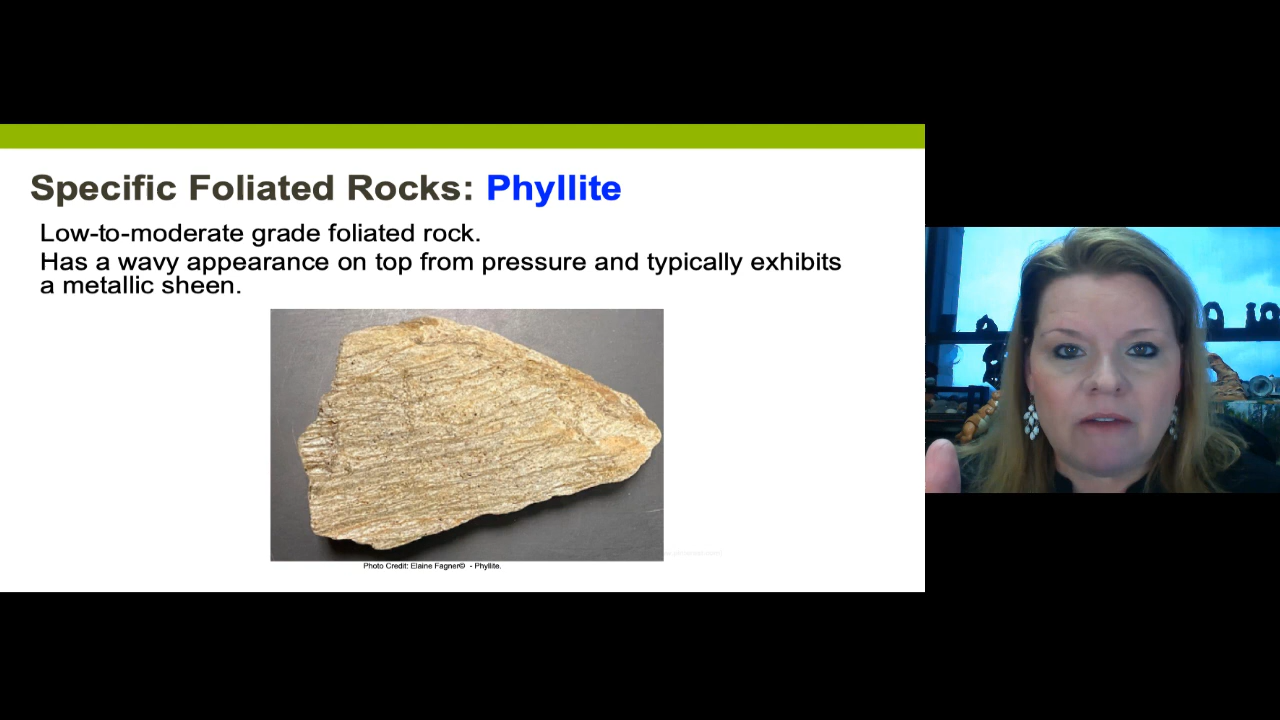 Specific Foliated Rocks: Phyllite
Low-to-moderate grade foliated rock.
Has a wavy appearance on top from pressure and typically exhibits
a metallic sheen.
Photo Credit: Elaine Fagner© - Phyllite.